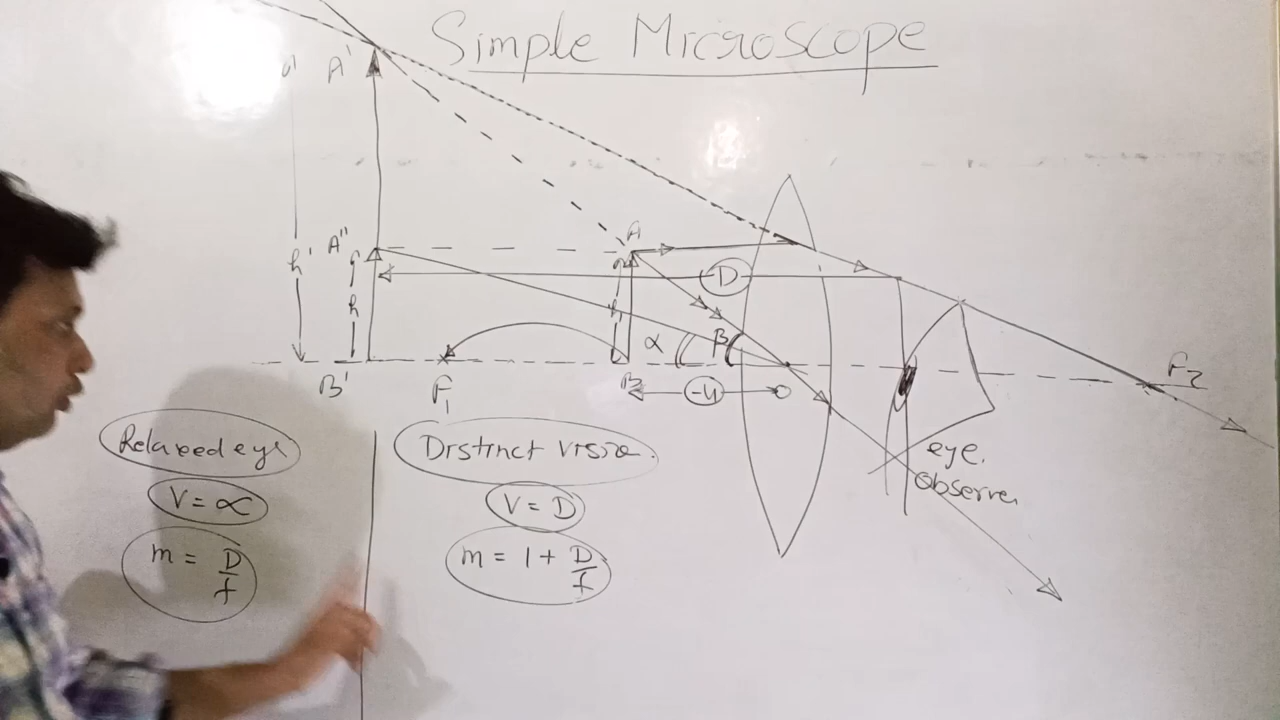 Simple Microscope
A'
A"
h'
h
A
D
α
β
B'
F₁
B
-u
F₂
Relaxed eye
V = ∝
m = D/f
Distinct vision.
V = D
m = 1 + D/f
eye.
observer